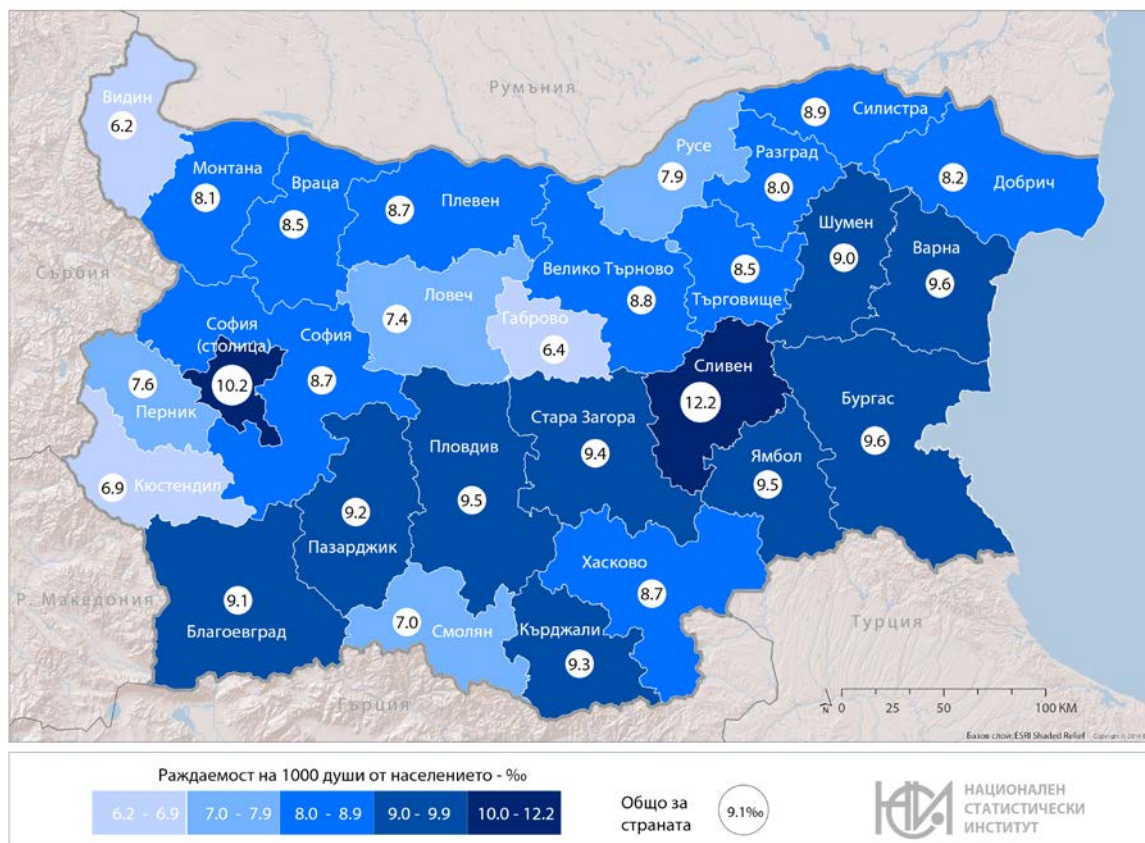 Румъния
Видин
6.2
Монтана
8.1
Враца
8.5
Плевен
8.7
Русе
7.9
Разград
8.0
8.9
Силистра
8.2
Добрич
Шумен
9.0
Варна
9.6
Сърбия
Ловеч
7.4
Габрово
6.4
Велико Търново
8.8
8.5
Търговище
София
(столица)
10.2
София
8.7
7.6
Перник
6.9
Кюстендил
Сливен
12.2
Бургас
9.6
Стара Загора
9.4
Ямбол
9.5
Пловдив
9.5
9.2
Пазарджик
Хасково
8.7
Р. Македония
9.1
Благоевград
7.0
Смолян
Кърджали
9.3
Турция
Гърция
N
0 25 50 100 KM
Базов слой: ESRI Shaded Relief
Раждаемост на 1000 души от населението - ‰
6.2 - 6.9 7.0 - 7.9 8.0 - 8.9 9.0 - 9.9 10.0 - 12.2
Общо за
страната
9.1‰
НСИ
НАЦИОНАЛЕН
СТАТИСТИЧЕСКИ
ИНСТИТУТ